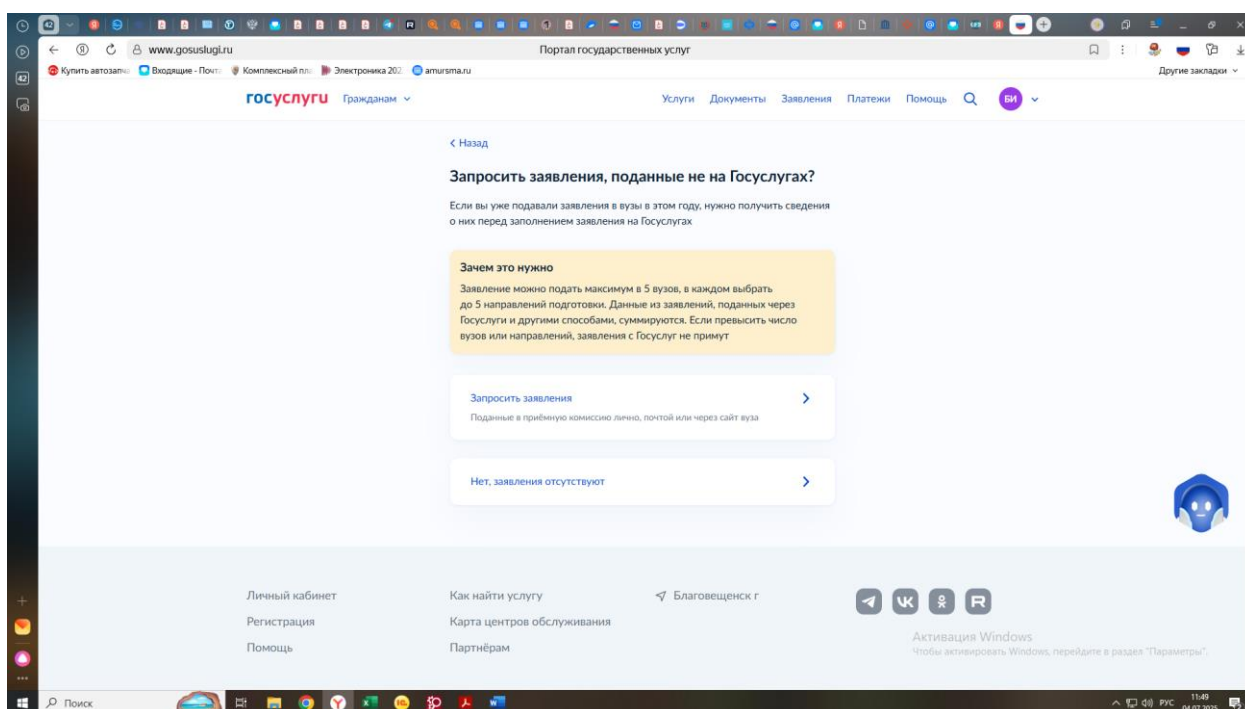 42
www.gosuslugi.ru
Портал государственных услуг
Купить автозапча
Входящие - Почта
Комплексный пла
Электроника 202
amursma.ru
Другие закладки
42
госуслуги Гражданам
Услуги Документы Заявления Платежи Помощь
БИ
Назад
Запросить заявления, поданные не на Госуслугах?
Если вы уже подавали заявления в вузы в этом году, нужно получить сведения
о них перед заполнением заявления на Госуслугах
Зачем это нужно
Заявление можно подать максимум в 5 вузов, в каждом выбрать
до 5 направлений подготовки. Данные из заявлений, поданных через
Госуслуги и другими способами, суммируются. Если превысить число
вузов или направлений, заявления с Госуслуг не примут
Запросить заявления
Поданные в приёмную комиссию лично, почтой или через сайт вуза
Нет, заявления отсутствуют
Личный кабинет
Регистрация
Помощь
Как найти услугу
Карта центров обслуживания
Партнёрам
Благовещенск г
Активация Windows
Чтобы активировать Windows, перейдите в раздел "Параметры".
Поиск
РУС
11:49
04.07.2025